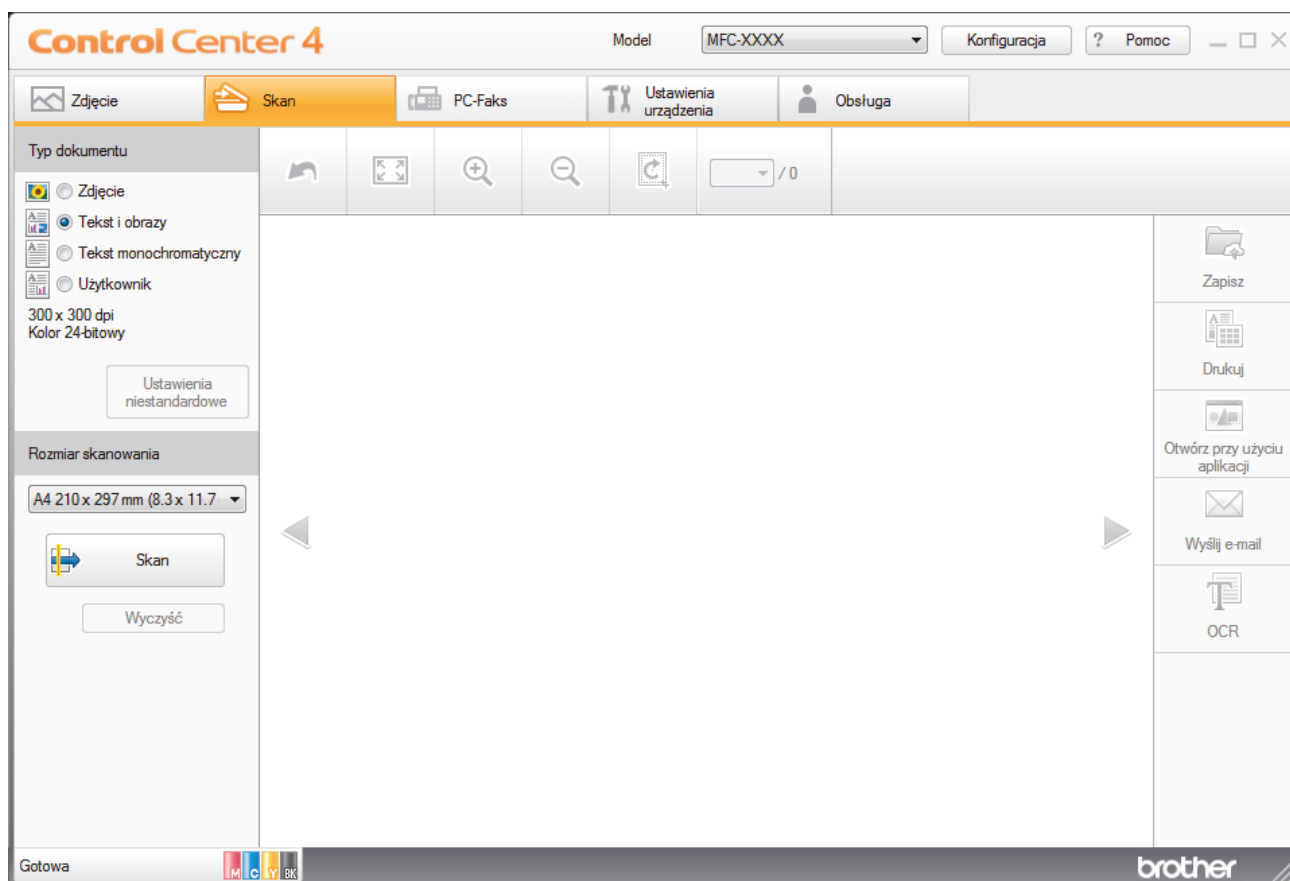 Control Center 4
Model
MFC-XXXX
Konfiguracja
? Pomoc
Zdjęcie
Skan
PC-Faks
Ustawienia
urządzenia
Obsługa
Typ dokumentu
Zdjęcie
Tekst i obrazy
Tekst monochromatyczny
Użytkownik
300 x 300 dpi
Kolor 24-bitowy
Ustawienia
niestandardowe
Rozmiar skanowania
A4 210 x 297 mm (8.3 x 11.7
Skan
Wyczyść
/ 0
Zapisz
Drukuj
Otwórz przy użyciu
aplikacji
Wyślij e-mail
OCR
Gotowa
M C Y BK
brother